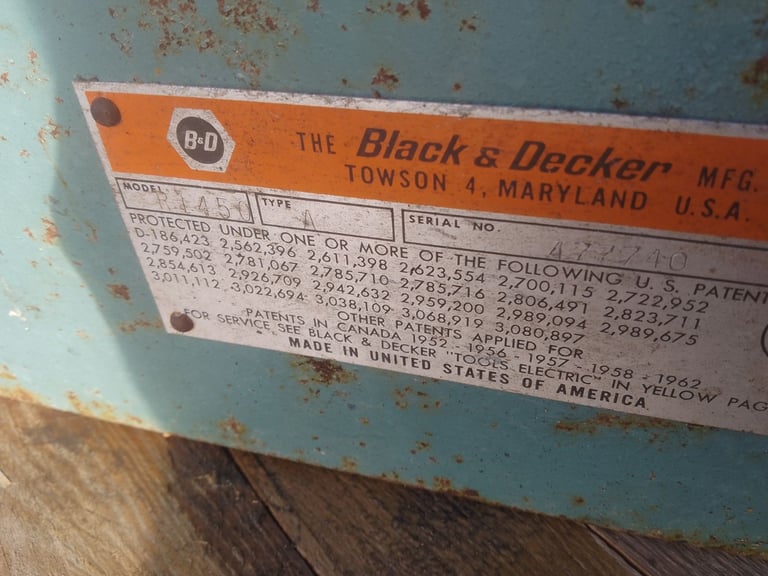 B&D
THE Black & Decker MFG.
TOWSON 4, MARYLAND U.S.A.
MODEL TYPE A SERIAL NO. A77740
PROTECTED UNDER ONE OR MORE OF THE FOLLOWING U.S. PATENT
D-186,423 2,562,396 2,611,398 2,623,554 2,700,115 2,722,952
2,759,502 2,781,067 2,785,710 2,785,716 2,806,491 2,823,711
2,854,613 2,926,709 2,942,632 2,959,200 2,989,094 2,989,675
3,011,112 3,022,694 3,038,109 3,068,919 3,080,897
OTHER PATENTS APPLIED FOR
PATENTS IN CANADA 1952 - 1956 - 1957 - 1958 - 1962
FOR SERVICE, SEE BLACK & DECKER "TOOLS ELECTRIC" IN YELLOW PAG
MADE IN UNITED STATES OF AMERICA